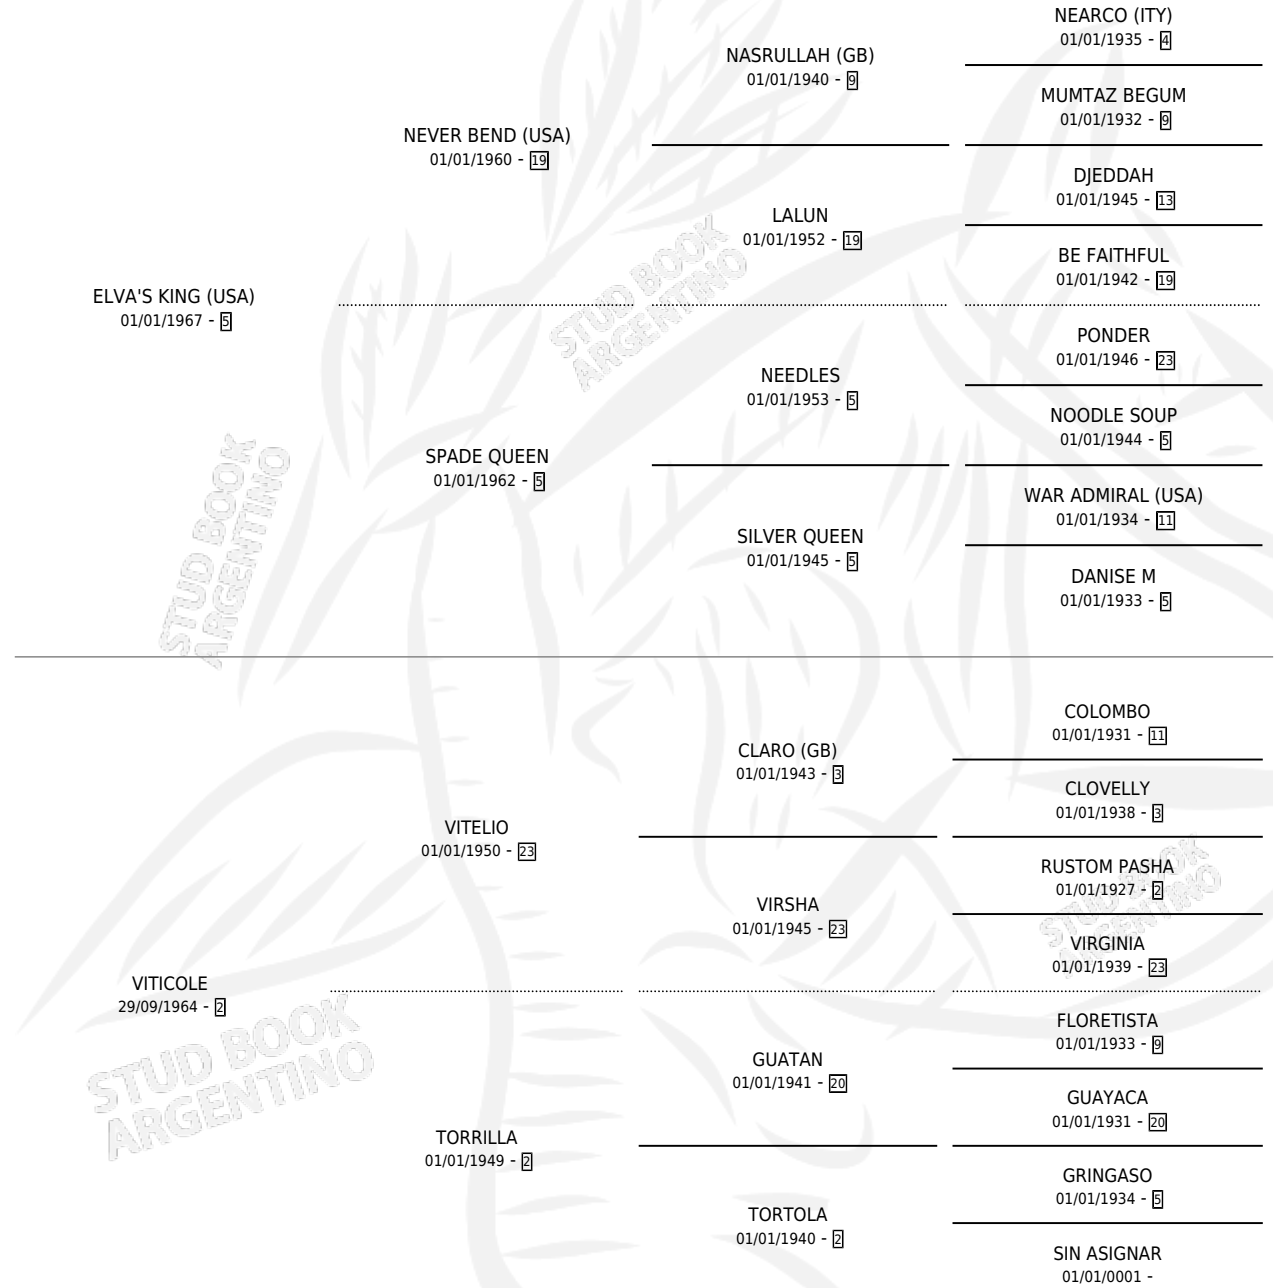 NEARCO (ITY)
01/01/1935 - 4
NASRULLAH (GB)
01/01/1940 - 9
MUMTAZ BEGUM
01/01/1932 - 9
NEVER BEND (USA)
01/01/1960 - 19
DJEDDAH
01/01/1945 - 13
LALUN
01/01/1952 - 19
BE FAITHFUL
01/01/1942 - 19
ELVA'S KING (USA)
01/01/1967 - 5
STUD BOOK
ARGENTINO
PONDER
01/01/1946 - 23
NEEDLES
01/01/1953 - 5
NOODLE SOUP
01/01/1944 - 5
SPADE QUEEN
01/01/1962 - 5
WAR ADMIRAL (USA)
01/01/1934 - 11
SILVER QUEEN
01/01/1945 - 5
DANISE M
01/01/1933 - 5
STUD BOOK
ARGENTINO
COLOMBO
01/01/1931 - 11
CLARO (GB)
01/01/1943 - 3
CLOVELLY
01/01/1938 - 3
VITELIO
01/01/1950 - 23
RUSTOM PASHA
01/01/1927 - 2
VIRSHA
01/01/1945 - 23
STUD BOOK
ARGENTINO
VIRGINIA
01/01/1939 - 23
VITICOLE
29/09/1964 - 2
FLORETISTA
01/01/1933 - 9
GUATAN
01/01/1941 - 20
STUD BOOK
ARGENTINO
GUAYACA
01/01/1931 - 20
TORRILLA
01/01/1949 - 2
GRINGASO
01/01/1934 - 5
TORTOLA
01/01/1940 - 2
SIN ASIGNAR
01/01/0001 -